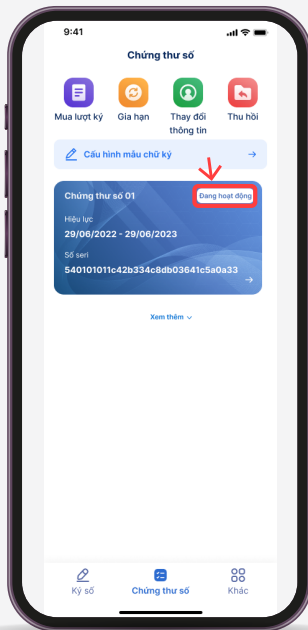 9:41
Chứng thư số
Mua lượt ký
Gia hạn
Thay đổi
thông tin
Thu hồi
Cấu hình mẫu chữ ký
Chứng thư số 01
Đang hoạt động
Hiệu lực
29/06/2022 - 29/06/2023
Số seri
540101011c42b334c8db03641c5a0a33
Xem thêm
Ký số
Chứng thư số
Khác